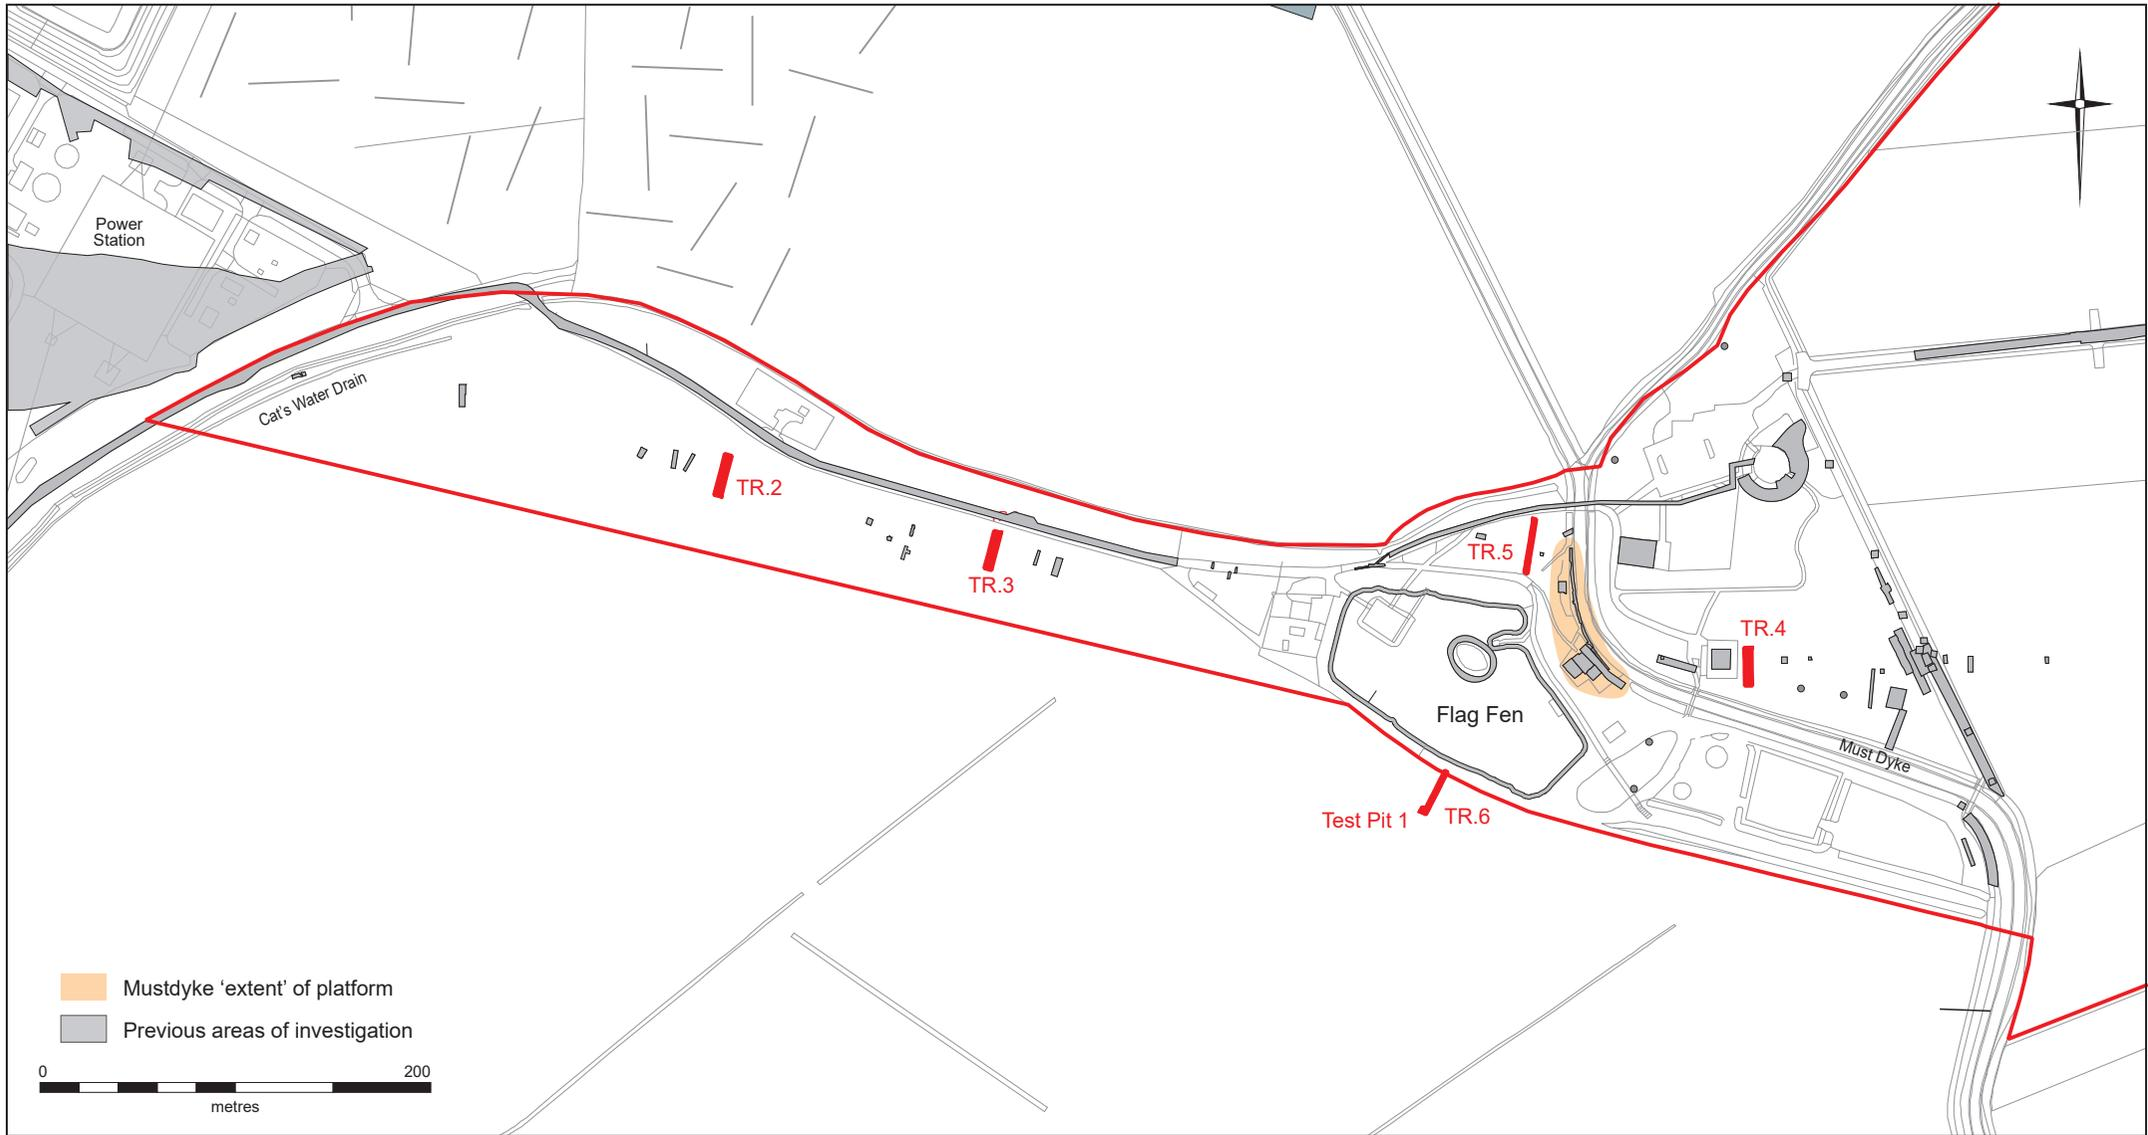 Power
Station
Cat's Water Drain
TR.2
TR.3
TR.5
TR.4
Flag Fen
Must Dyke
Test Pit 1
TR.6
Mustdyke ‘extent’ of platform
Previous areas of investigation
0 200
metres